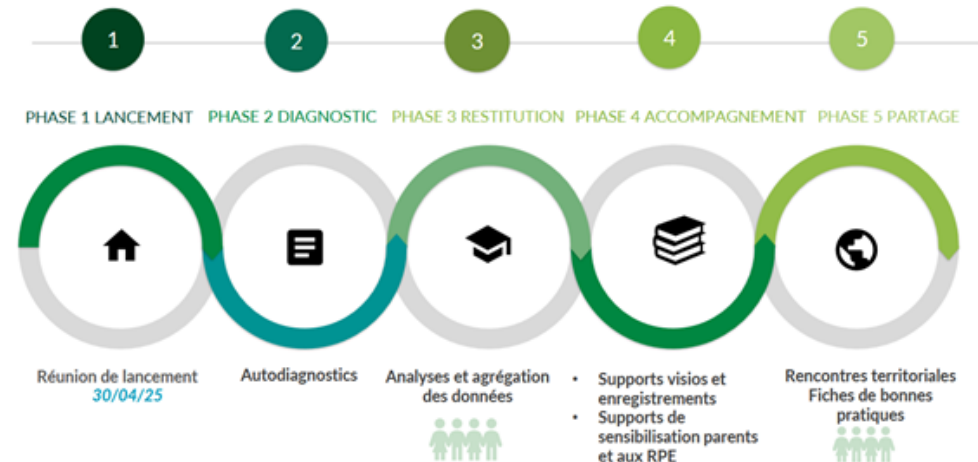 1
2
3
4
5
PHASE 1 LANCEMENT
PHASE 2 DIAGNOSTIC
PHASE 3 RESTITUTION
PHASE 4 ACCOMPAGNEMENT
PHASE 5 PARTAGE
Réunion de lancement
30/04/25
Autodiagnostics
Analyses et agrégation
des données
• Supports visios et
enregistrements
• Supports de
sensibilisation parents
et aux RPE
Rencontres territoriales
Fiches de bonnes
pratiques